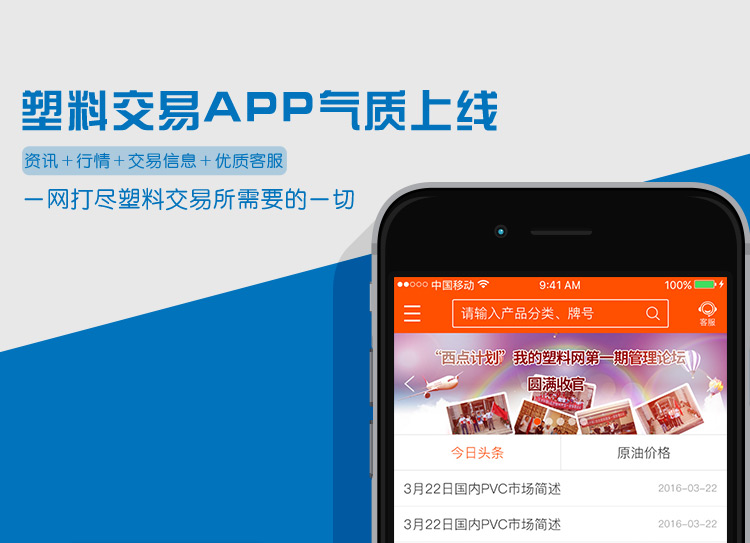 塑料交易APP气质上线
资讯+行情+交易信息+优质客服
一网打尽塑料交易所需要的一切
中国移动 9:41 AM 100%
请输入产品分类、牌号
客服
“西点计划”我的塑料网第一期管理论坛
圆满收官
今日头条 原油价格
3月22日国内PVC市场简述 2016-03-22
3月22日国内PVC市场简述 2016-03-22